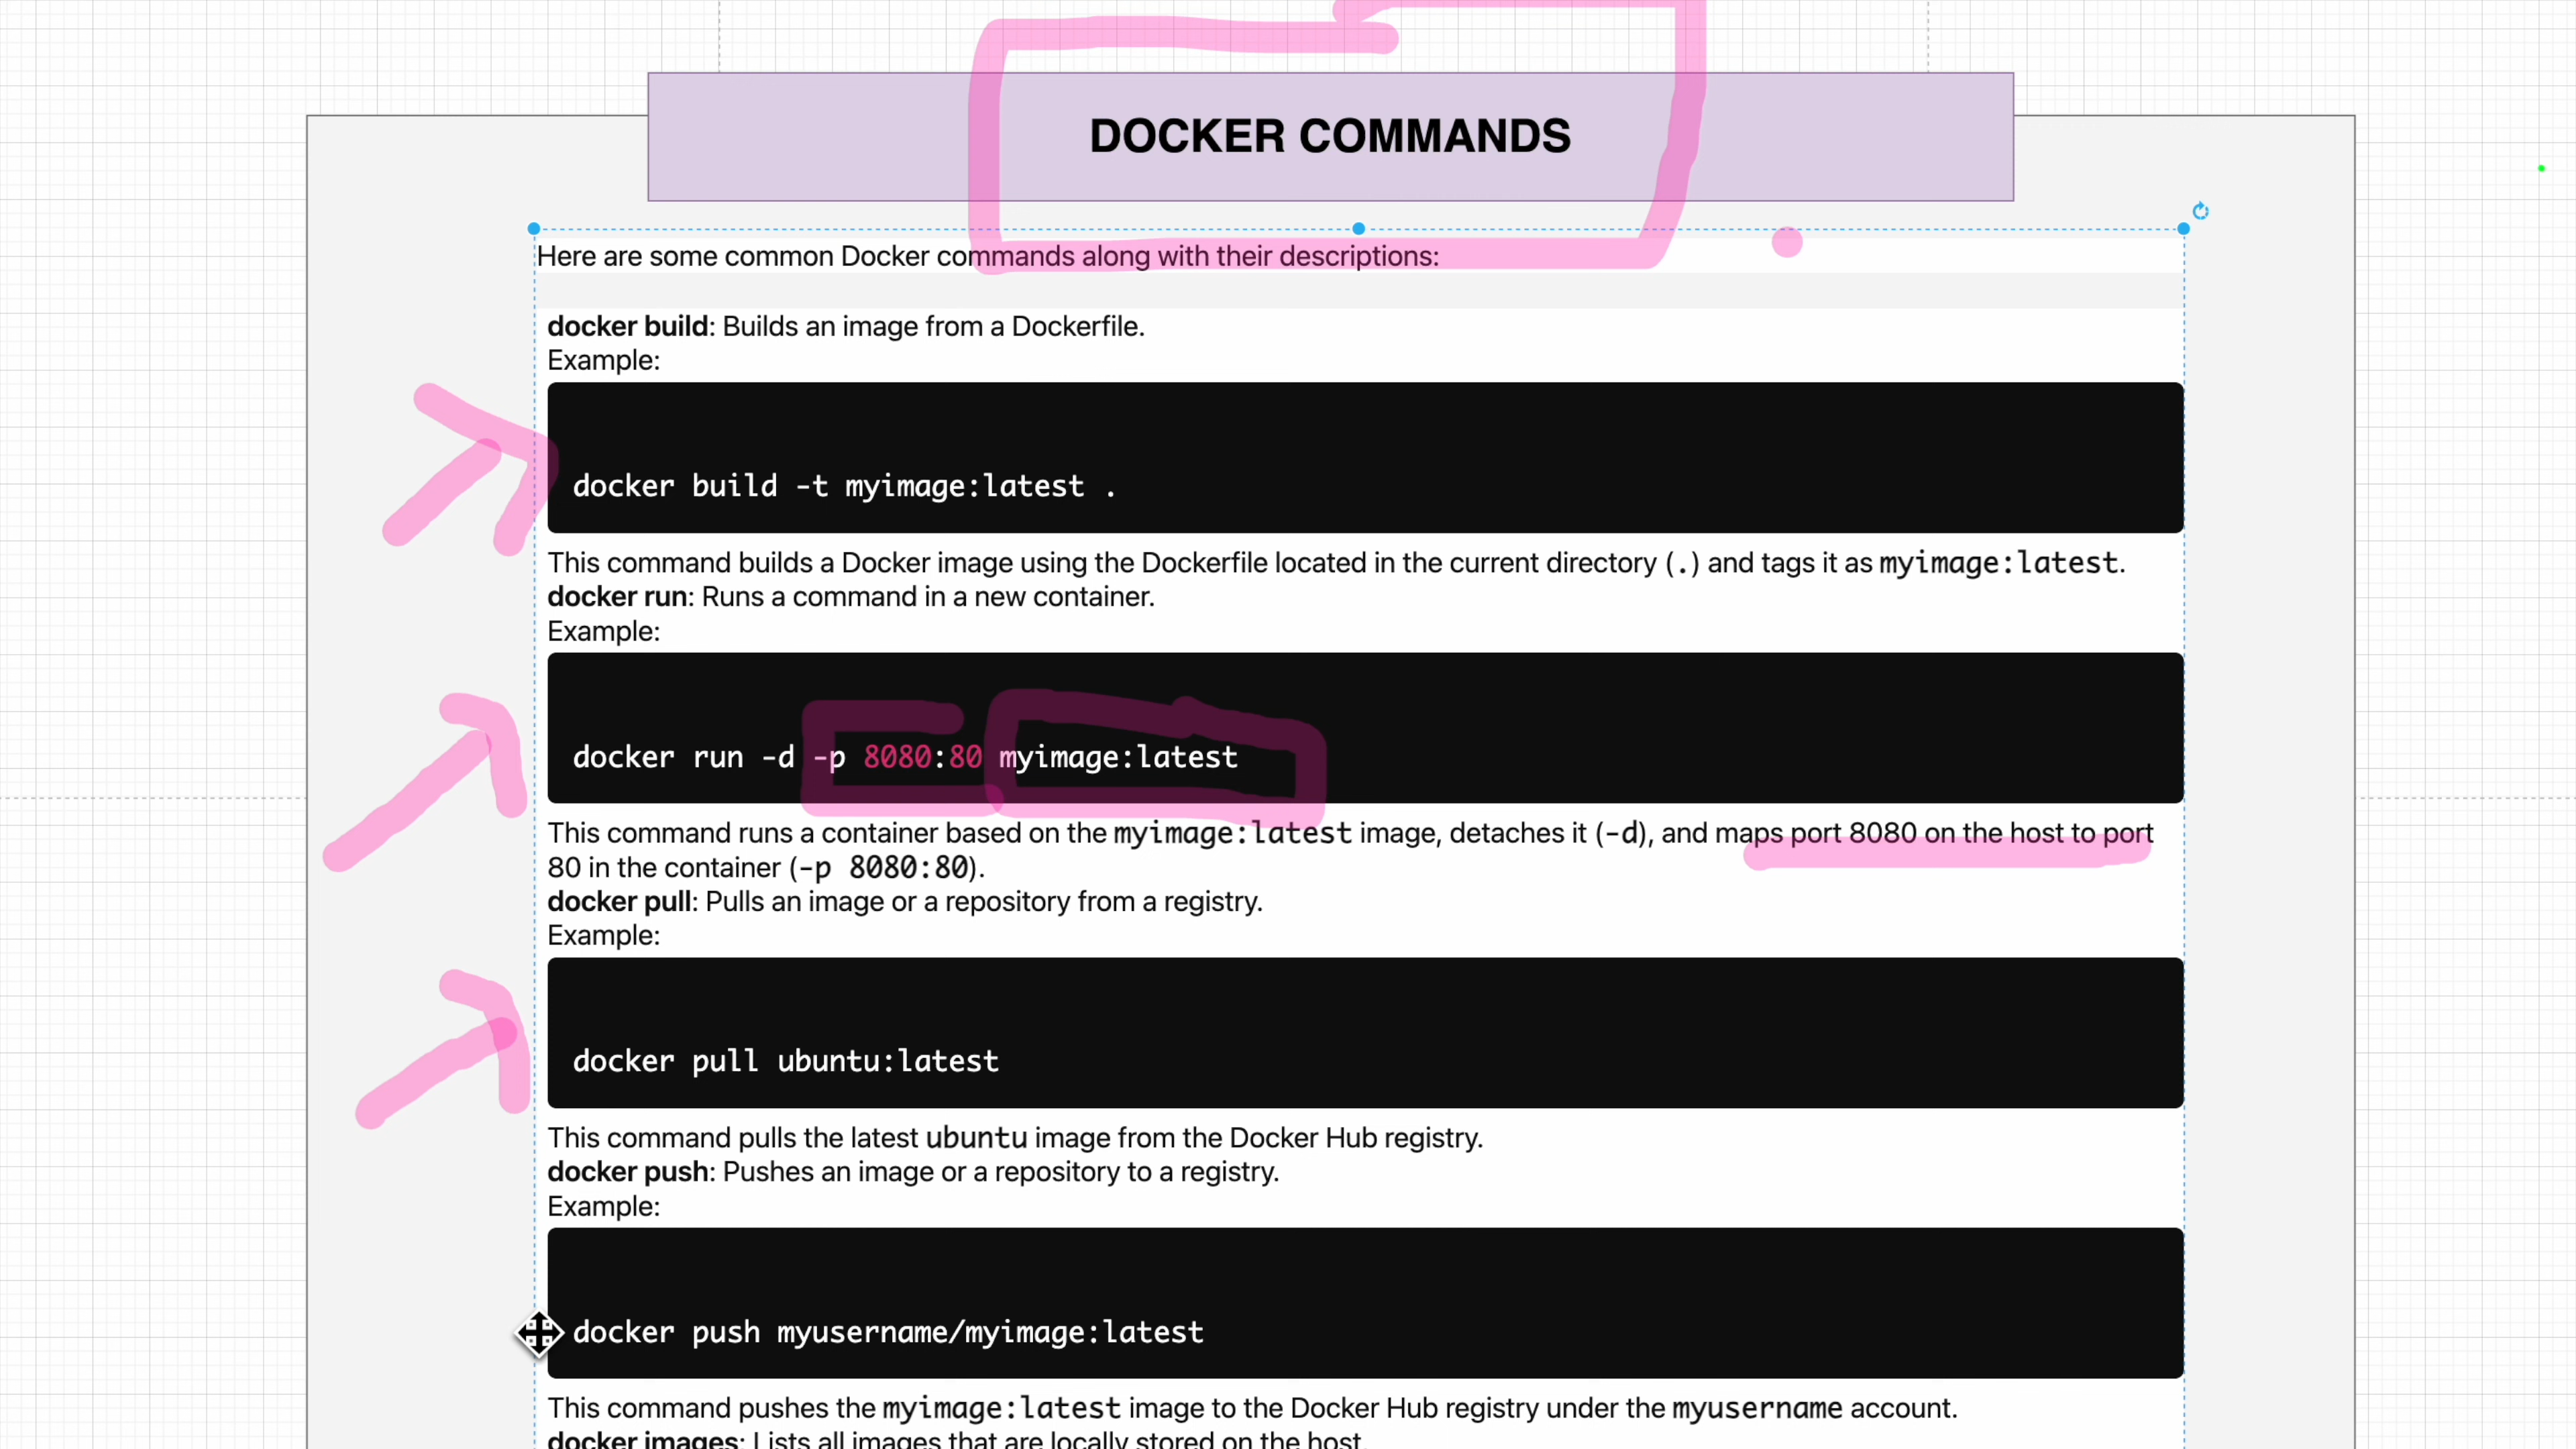 DOCKER COMMANDS
Here are some common Docker commands along with their descriptions:
docker build: Builds an image from a Dockerfile.
Example:
docker build -t myimage:latest .
This command builds a Docker image using the Dockerfile located in the current directory (.) and tags it as myimage:latest.
docker run: Runs a command in a new container.
Example:
docker run -d -p 8080:80 myimage:latest
This command runs a container based on the myimage:latest image, detaches it (-d), and maps port 8080 on the host to port
80 in the container (-p 8080:80).
docker pull: Pulls an image or a repository from a registry.
Example:
docker pull ubuntu:latest
This command pulls the latest ubuntu image from the Docker Hub registry.
docker push: Pushes an image or a repository to a registry.
Example:
docker push myusername/myimage:latest
This command pushes the myimage:latest image to the Docker Hub registry under the myusername account.
docker images: Lists all images that are locally stored on the host.